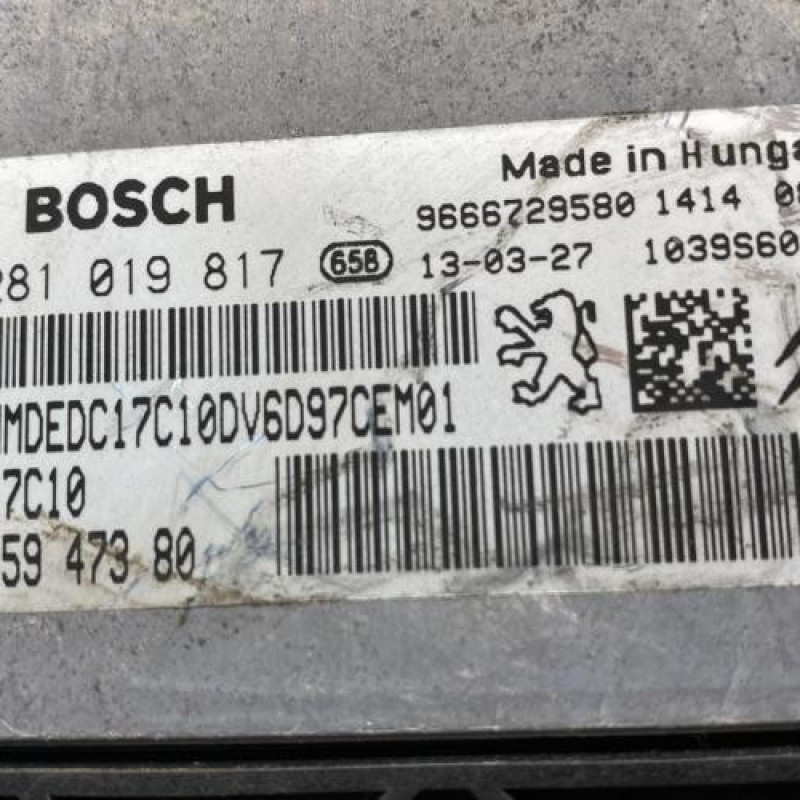 Made in Hunga
BOSCH
9666729580 1414 0
281 019 817 658 13-03-27 1039S60
MDEDC17C10DV6D97CEM01
7C10
59 473 80